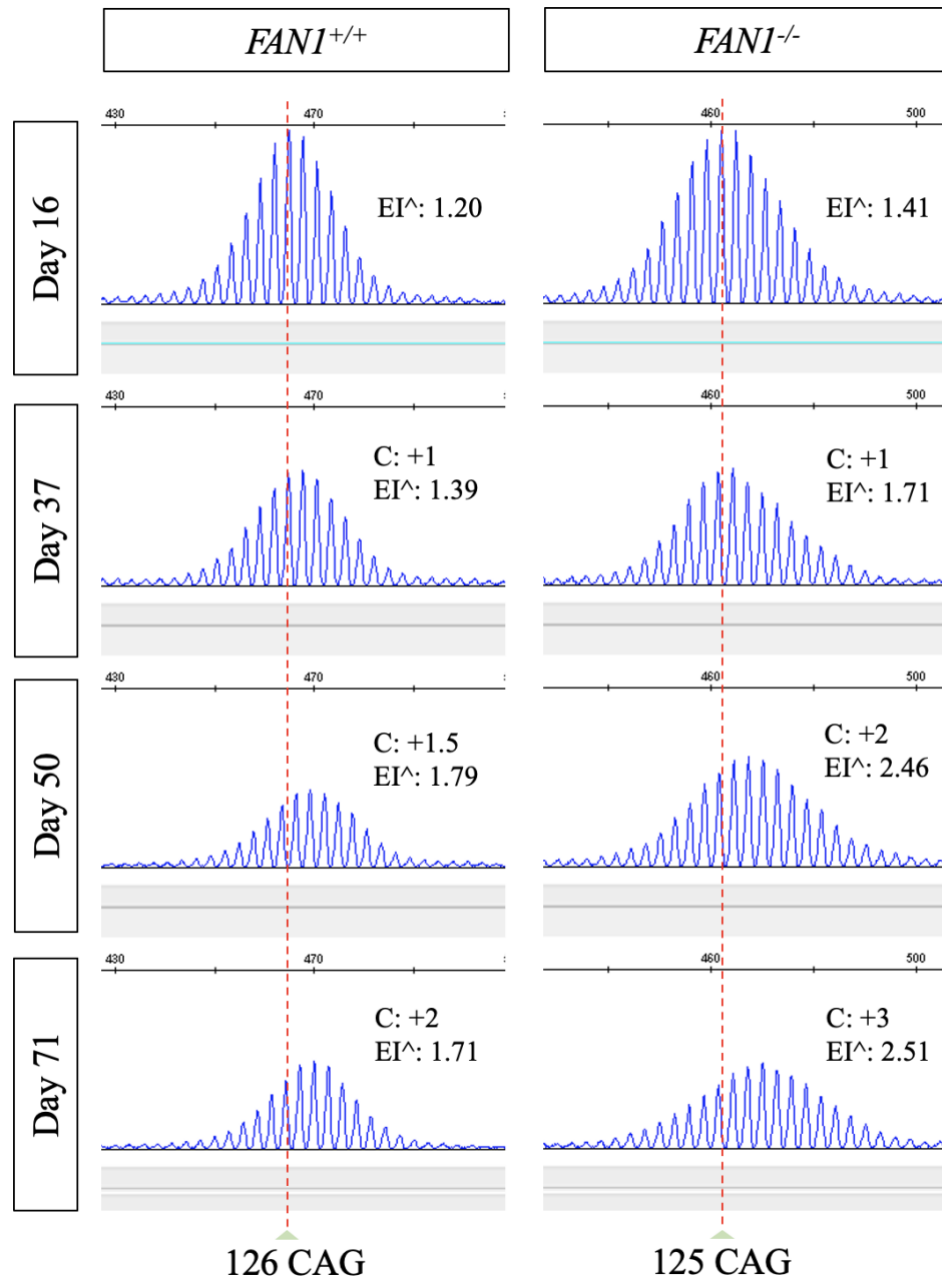 FAN1+/+
FAN1-/-
Day 16
430 470
460 500
EI^: 1.20
EI^: 1.41
Day 37
430 470
460 500
C: +1
EI^: 1.39
C: +1
EI^: 1.71
Day 50
430 470
460 500
C: +1.5
EI^: 1.79
C: +2
EI^: 2.46
Day 71
430 470
460 500
C: +2
EI^: 1.71
C: +3
EI^: 2.51
126 CAG
125 CAG